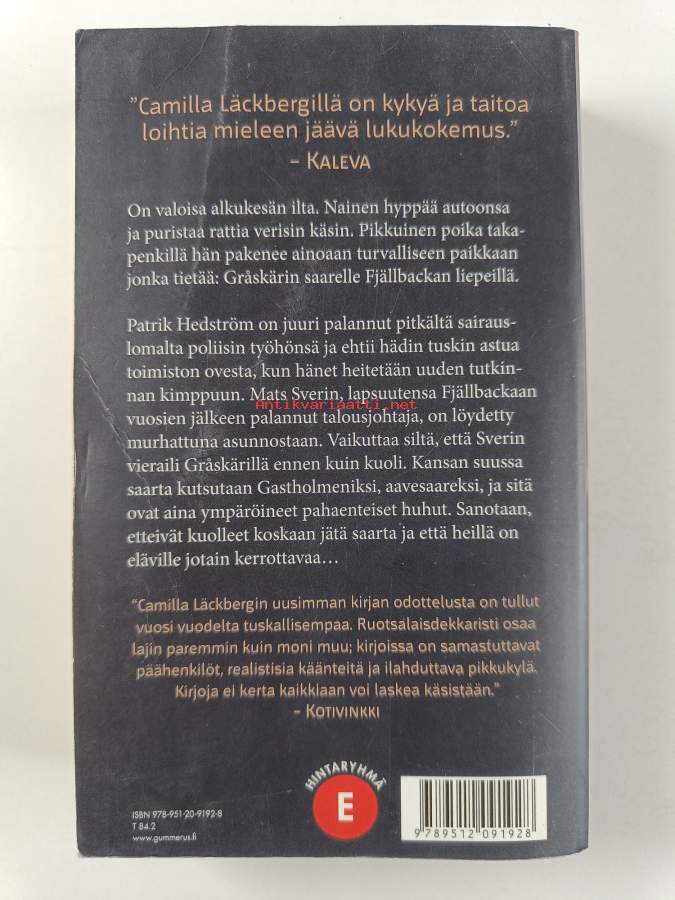 ”Camilla Läckbergillä on kykyä ja taitoa
loihtia mieleen jäävä lukukokemus.”
– KALEVA
On valoisa alkukesän ilta. Nainen hyppää autoonsa
ja puristaa rattia verisin käsin. Pikkuinen poika taka-
penkillä hän pakenee ainoaan turvalliseen paikkaan
jonka tietää: Gråskärin saarelle Fjällbackan liepeillä.
Patrik Hedström on juuri palannut pitkältä sairaus-
lomalta poliisin työhönsä ja ehtii hädin tuskin astua
toimiston ovesta, kun hänet heitetään uuden tutkin-
nan kimppuun. Mats Sverin, lapsuutensa Fjällbackaan
Antikvariaatti.net
vuosien jälkeen palannut talousjohtaja, on löydetty
murhattuna asunnostaan. Vaikuttaa siltä, että Sverin
vieraili Gråskärillä ennen kuin kuoli. Kansan suussa
saarta kutsutaan Gastholmeniksi, aavesaareksi, ja sitä
ovat aina ympäröineet pahaenteiset huhut. Sanotaan,
etteivät kuolleet koskaan jätä saarta ja että heillä on
eläville jotain kerrottavaa…
”Camilla Läckbergin uusimman kirjan odottelusta on tullut
vuosi vuodelta tuskallisempaa. Ruotsalaisdekkaristi osaa
lajin paremmin kuin moni muu; kirjoissa on samastuttavat
päähenkilöt, realistisia käänteitä ja ilahduttava pikkukylä.
Kirjoja ei kerta kaikkiaan voi laskea käsistään.”
– KOTIVINKKI
HINTARYHMÄ
E
ISBN 978-951-20-9192-8
T 84.2
www.gummerus.fi
9 789512 091928